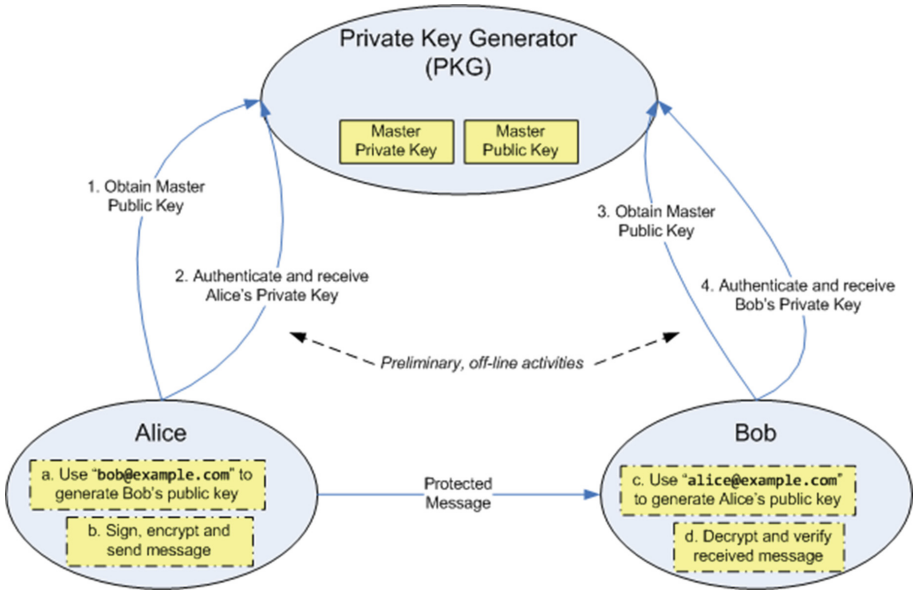 Private Key Generator
(PKG)
Master
Private Key
Master
Public Key
1. Obtain Master
Public Key
2. Authenticate and receive
Alice's Private Key
3. Obtain Master
Public Key
4. Authenticate and receive
Bob's Private Key
Preliminary, off-line activities
Alice
a. Use “bob@example.com” to
generate Bob's public key
b. Sign, encrypt and
send message
Protected
Message
Bob
c. Use “alice@example.com”
to generate Alice's public key
d. Decrypt and verify
received message